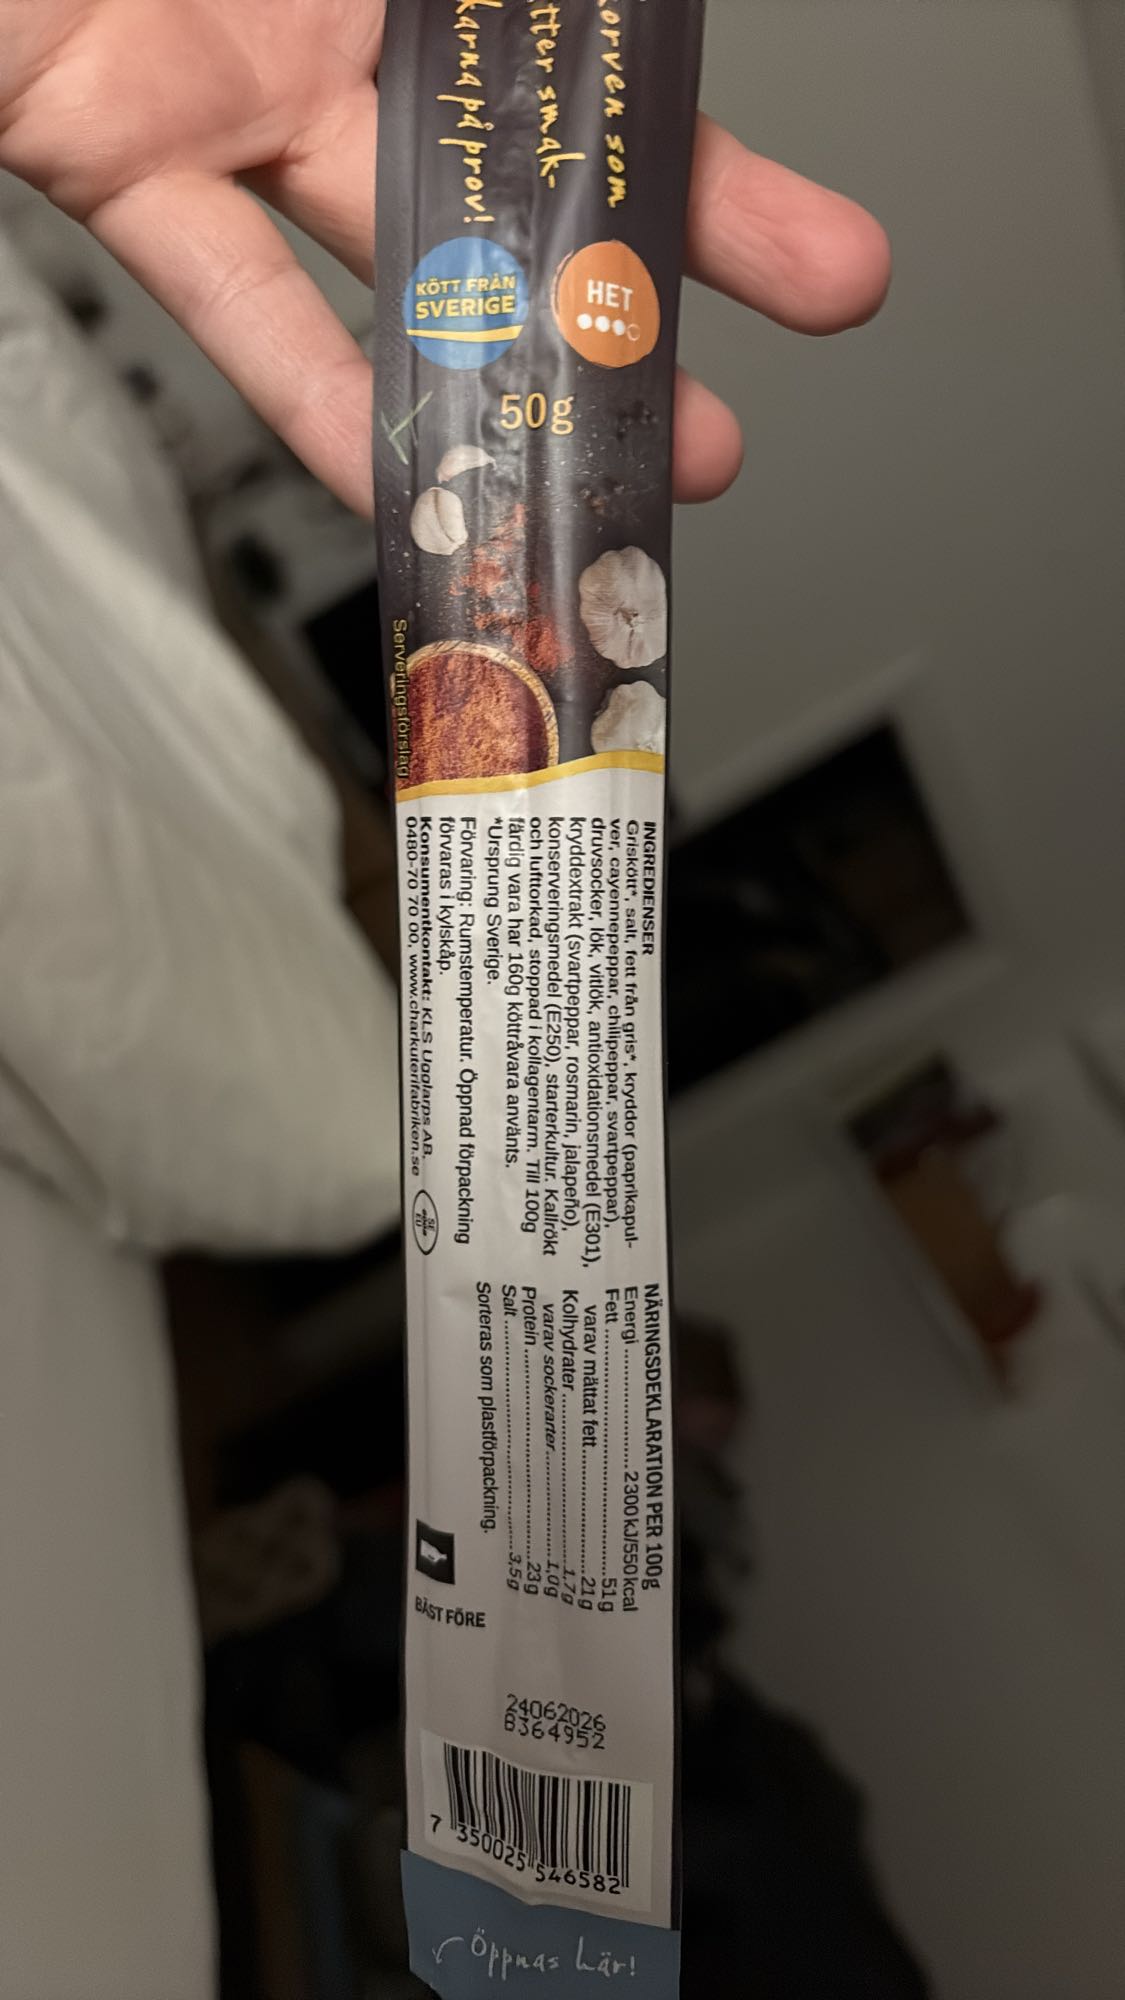 korven som
tter smak-
karna på prov!
HET
KÖTT FRÅN
SVERIGE
50g
Serveringsförslag
INGREDIENSER
Griskött*, salt, fett från gris*, kryddor (paprikapul-
ver, cayennepeppar, chilipeppar, svartpeppar),
druvsocker, lök, vitlök, antioxidationsmedel (E301),
kryddextrakt (svartpeppar, rosmarin, jalapeño),
konserveringsmedel (E250), starterkultur. Kallrökt
och lufttorkad, stoppad i kollagentarm. Till 100g
färdig vara har 160g köttråvara använts.
*Ursprung Sverige.
Förvaring: Rumstemperatur. Öppnad förpackning
förvaras i kylskåp.
Konsumentkontakt: KLS Ugglarps AB.
0480-70 70 00, www.charkuterifabriken.se
SE
EU
NÄRINGSDEKLARATION PER 100g
Energi .................. 2300kJ/550kcal
Fett ..................................51g
varav mättat fett....................21g
Kolhydrater ..........................1,7g
varav sockerarter..................1,0g
Protein ...............................23g
Salt ..................................3,5g
Sorteras som plastförpackning.
BÄST FÖRE
24062026
B364952
7 350025 546582
Öppnas här!